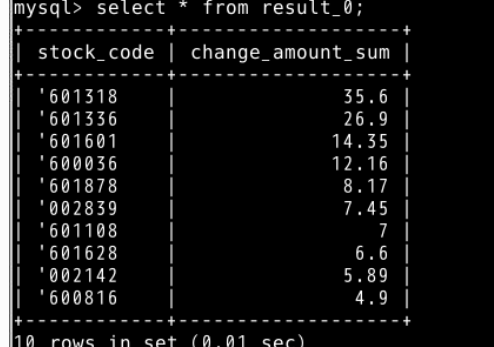 mysql> select * from result_0;
+------------+-------------------+
| stock_code | change_amount_sum |
+------------+-------------------+
| '601318    |              35.6 |
| '601336    |              26.9 |
| '601601    |             14.35 |
| '600036    |             12.16 |
| '601878    |              8.17 |
| '002839    |              7.45 |
| '601108    |                 7 |
| '601628    |               6.6 |
| '002142    |              5.89 |
| '600816    |               4.9 |
+------------+-------------------+
10 rows in set (0.01 sec)